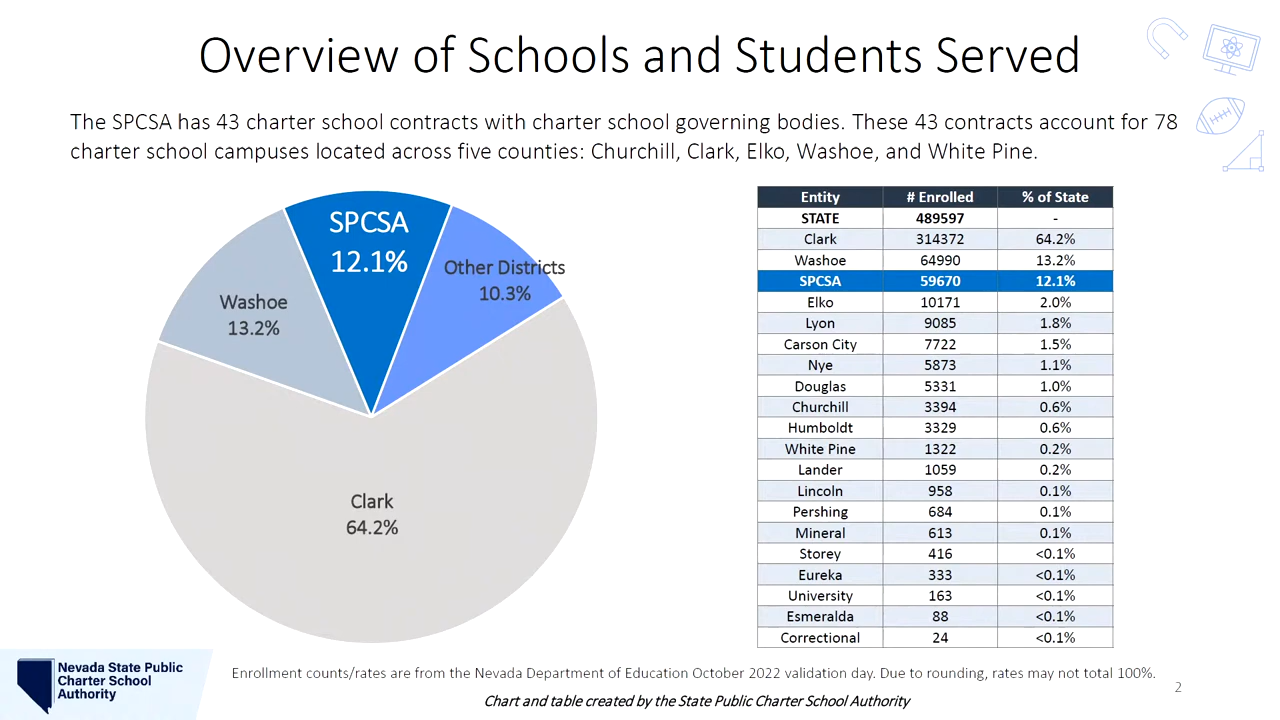 Overview of Schools and Students Served
The SPCSA has 43 charter school contracts with charter school governing bodies. These 43 contracts account for 78
charter school campuses located across five counties: Churchill, Clark, Elko, Washoe, and White Pine.
SPCSA
12.1%
Other Districts
10.3%
Washoe
13.2%
Clark
64.2%
Entity # Enrolled % of State
STATE 489597 -
Clark 314372 64.2%
Washoe 64990 13.2%
SPCSA 59670 12.1%
Elko 10171 2.0%
Lyon 9085 1.8%
Carson City 7722 1.5%
Nye 5873 1.1%
Douglas 5331 1.0%
Churchill 3394 0.6%
Humboldt 3329 0.6%
White Pine 1322 0.2%
Lander 1059 0.2%
Lincoln 958 0.1%
Pershing 684 0.1%
Mineral 613 0.1%
Storey 416 <0.1%
Eureka 333 <0.1%
University 163 <0.1%
Esmeralda 88 <0.1%
Correctional 24 <0.1%
Nevada State Public
Charter School
Authority
Enrollment counts/rates are from the Nevada Department of Education October 2022 validation day. Due to rounding, rates may not total 100%.
Chart and table created by the State Public Charter School Authority
2